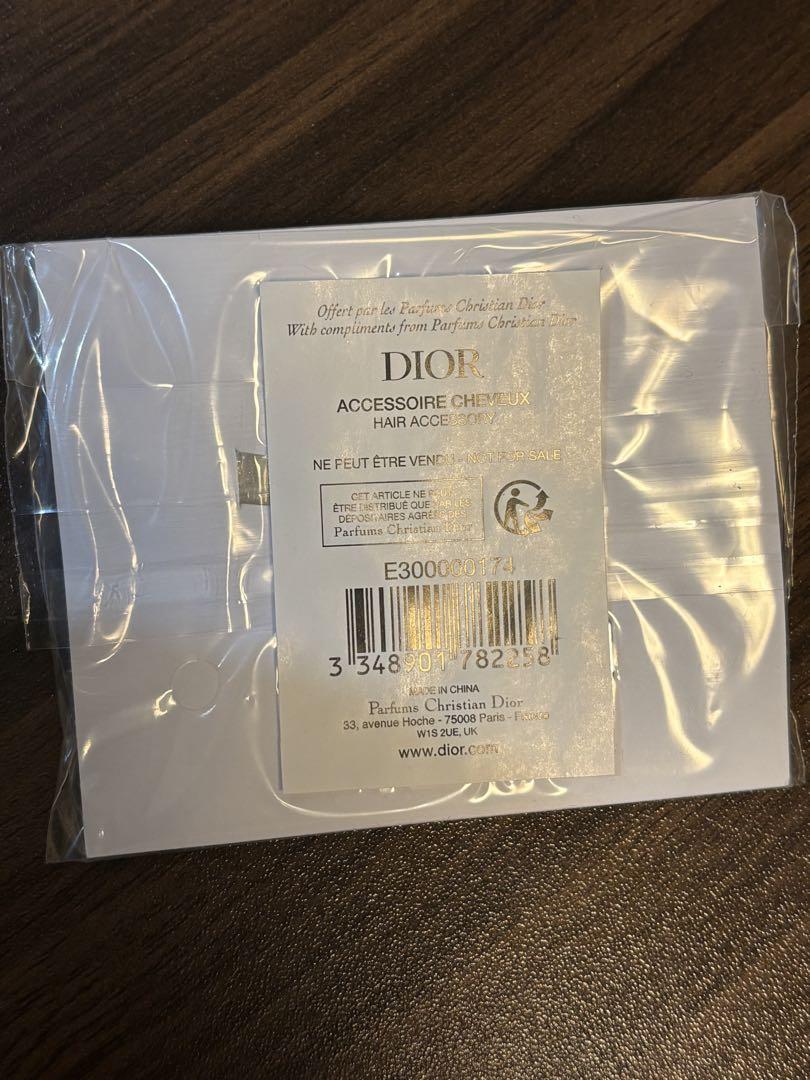 Offert par les Parfums Christian Dior
With compliments from Parfums Christian Dior
DIOR
ACCESSOIRE CHEVEUX
HAIR ACCESSORY
NE PEUT ÊTRE VENDU - NOT FOR SALE
CET ARTICLE NE PEUT
ÊTRE DISTRIBUÉ QUE PAR LES
DÉPOSITAIRES AGRÉÉS DES
Parfums Christian Dior
E300000174
3 348901 782258
MADE IN CHINA
Parfums Christian Dior
33, avenue Hoche - 75008 Paris - France
W1S 2UE, UK
www.dior.com